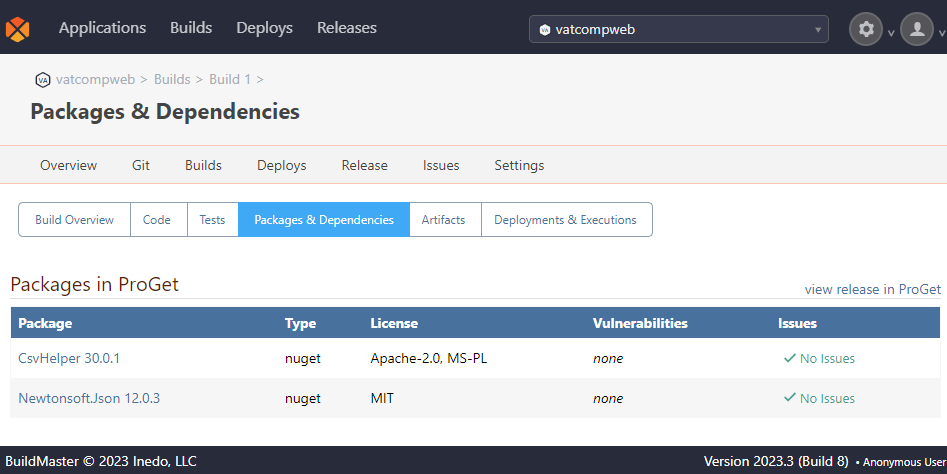 Applications Builds Deploys Releases VA vatcompweb
VA vatcompweb > Builds > Build 1 >
Packages & Dependencies
Overview Git Builds Deploys Release Issues Settings
Build Overview Code Tests Packages & Dependencies Artifacts Deployments & Executions
Packages in ProGet view release in ProGet
Package Type License Vulnerabilities Issues
CsvHelper 30.0.1 nuget Apache-2.0, MS-PL none No Issues
Newtonsoft.Json 12.0.3 nuget MIT none No Issues
BuildMaster © 2023 Inedo, LLC Version 2023.3 (Build 8) • Anonymous User